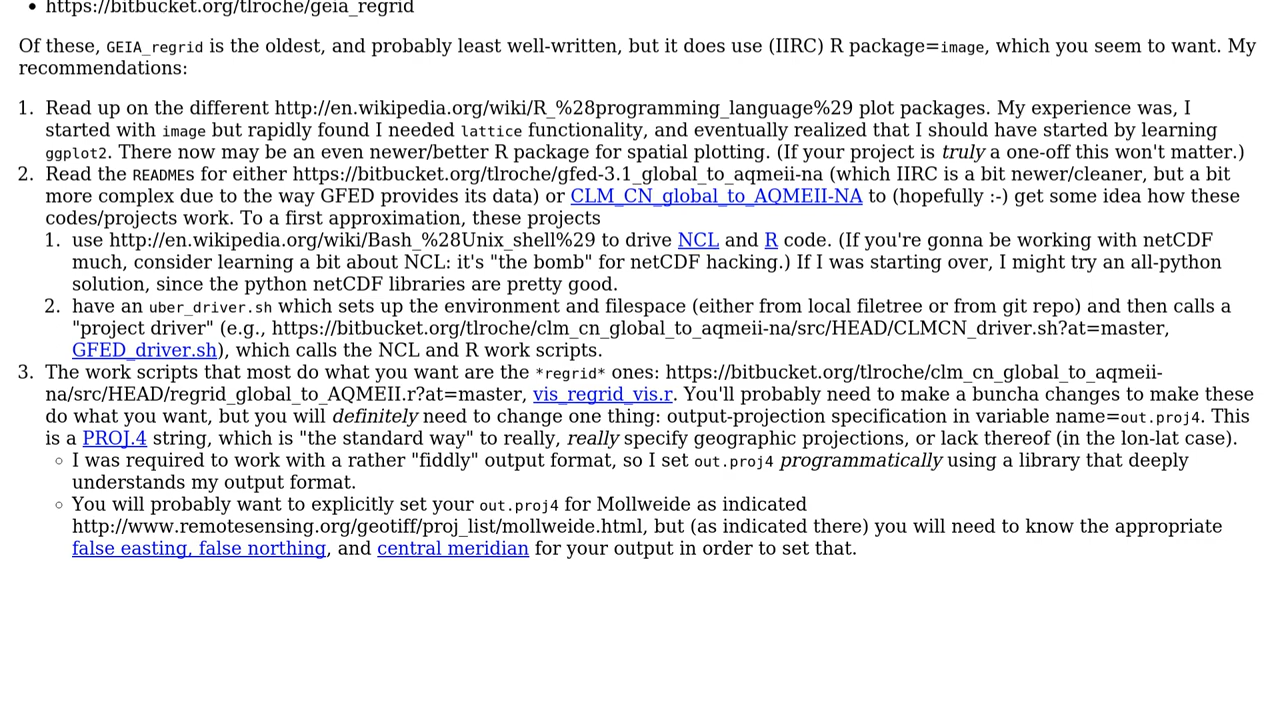 • https://bitbucket.org/tlroche/geia_regrid
Of these, GEIA_regrid is the oldest, and probably least well-written, but it does use (IIRC) R package=image, which you seem to want. My
recommendations:
1. Read up on the different http://en.wikipedia.org/wiki/R_%28programming_language%29 plot packages. My experience was, I
started with image but rapidly found I needed lattice functionality, and eventually realized that I should have started by learning
ggplot2. There now may be an even newer/better R package for spatial plotting. (If your project is truly a one-off this won't matter.)
2. Read the READMEs for either https://bitbucket.org/tlroche/gfed-3.1_global_to_aqmeii-na (which IIRC is a bit newer/cleaner, but a bit
more complex due to the way GFED provides its data) or CLM_CN_global_to_AQMEII-NA to (hopefully :-) get some idea how these
codes/projects work. To a first approximation, these projects
1. use http://en.wikipedia.org/wiki/Bash_%28Unix_shell%29 to drive NCL and R code. (If you're gonna be working with netCDF
much, consider learning a bit about NCL: it's "the bomb" for netCDF hacking.) If I was starting over, I might try an all-python
solution, since the python netCDF libraries are pretty good.
2. have an uber_driver.sh which sets up the environment and filespace (either from local filetree or from git repo) and then calls a
"project driver" (e.g., https://bitbucket.org/tlroche/clm_cn_global_to_aqmeii-na/src/HEAD/CLMCN_driver.sh?at=master,
GFED_driver.sh), which calls the NCL and R work scripts.
3. The work scripts that most do what you want are the *regrid* ones: https://bitbucket.org/tlroche/clm_cn_global_to_aqmeii-
na/src/HEAD/regrid_global_to_AQMEII.r?at=master, vis_regrid_vis.r. You'll probably need to make a buncha changes to make these
do what you want, but you will definitely need to change one thing: output-projection specification in variable name=out.proj4. This
is a PROJ.4 string, which is "the standard way" to really, really specify geographic projections, or lack thereof (in the lon-lat case).
◦ I was required to work with a rather "fiddly" output format, so I set out.proj4 programmatically using a library that deeply
understands my output format.
◦ You will probably want to explicitly set your out.proj4 for Mollweide as indicated
http://www.remotesensing.org/geotiff/proj_list/mollweide.html, but (as indicated there) you will need to know the appropriate
false easting, false northing, and central meridian for your output in order to set that.